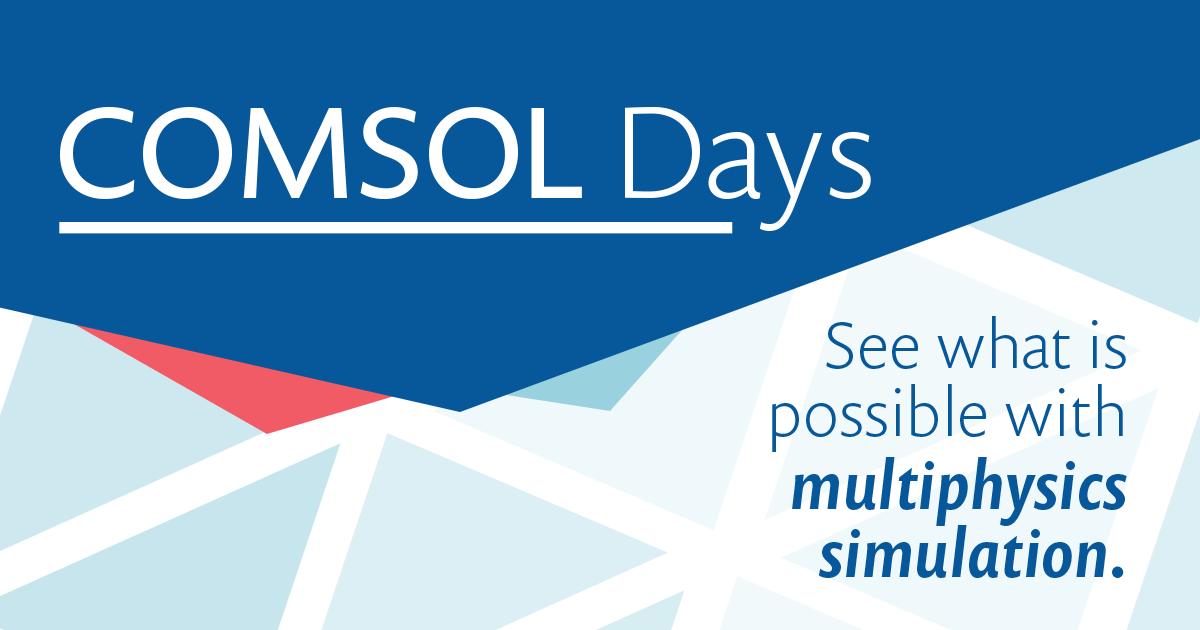 COMSOL Days
See what is
possible with
multiphysics
simulation.